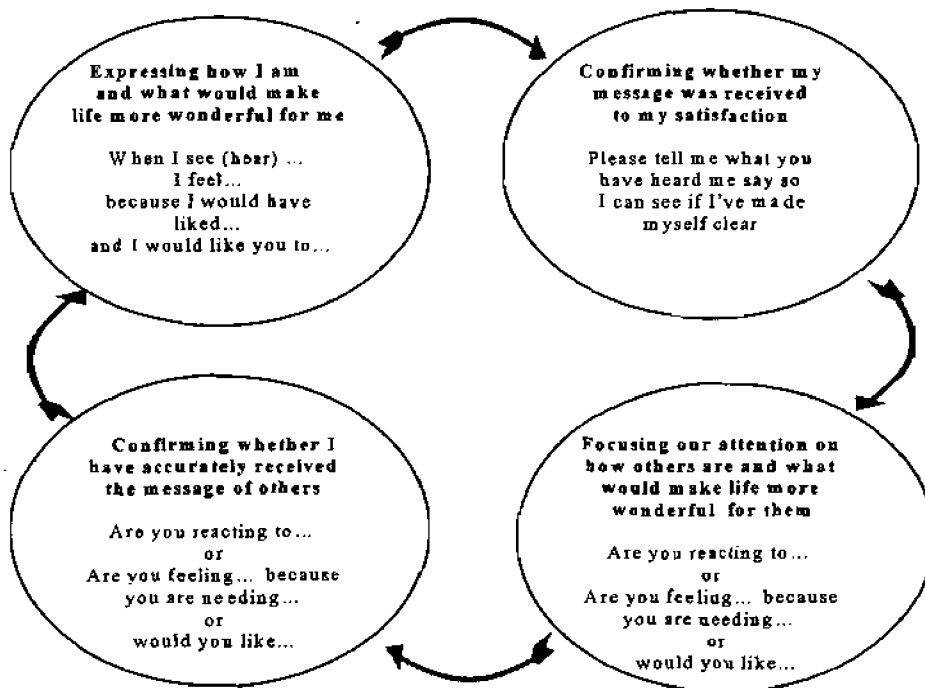 Expressing how I am
and what would make
life more wonderful for me
When I see (hear) ...
I feel...
because I would have
liked...
and I would like you to...
Confirming whether my
message was received
to my satisfaction
Please tell me what you
have heard me say so
I can see if I've made
myself clear
Confirming whether I
have accurately received
the message of others
Are you reacting to...
or
Are you feeling... because
you are needing...
or
would you like...
Focusing our attention on
how others are and what
would make life more
wonderful for them
Are you reacting to...
or
Are you feeling... because
you are needing...
or
would you like...